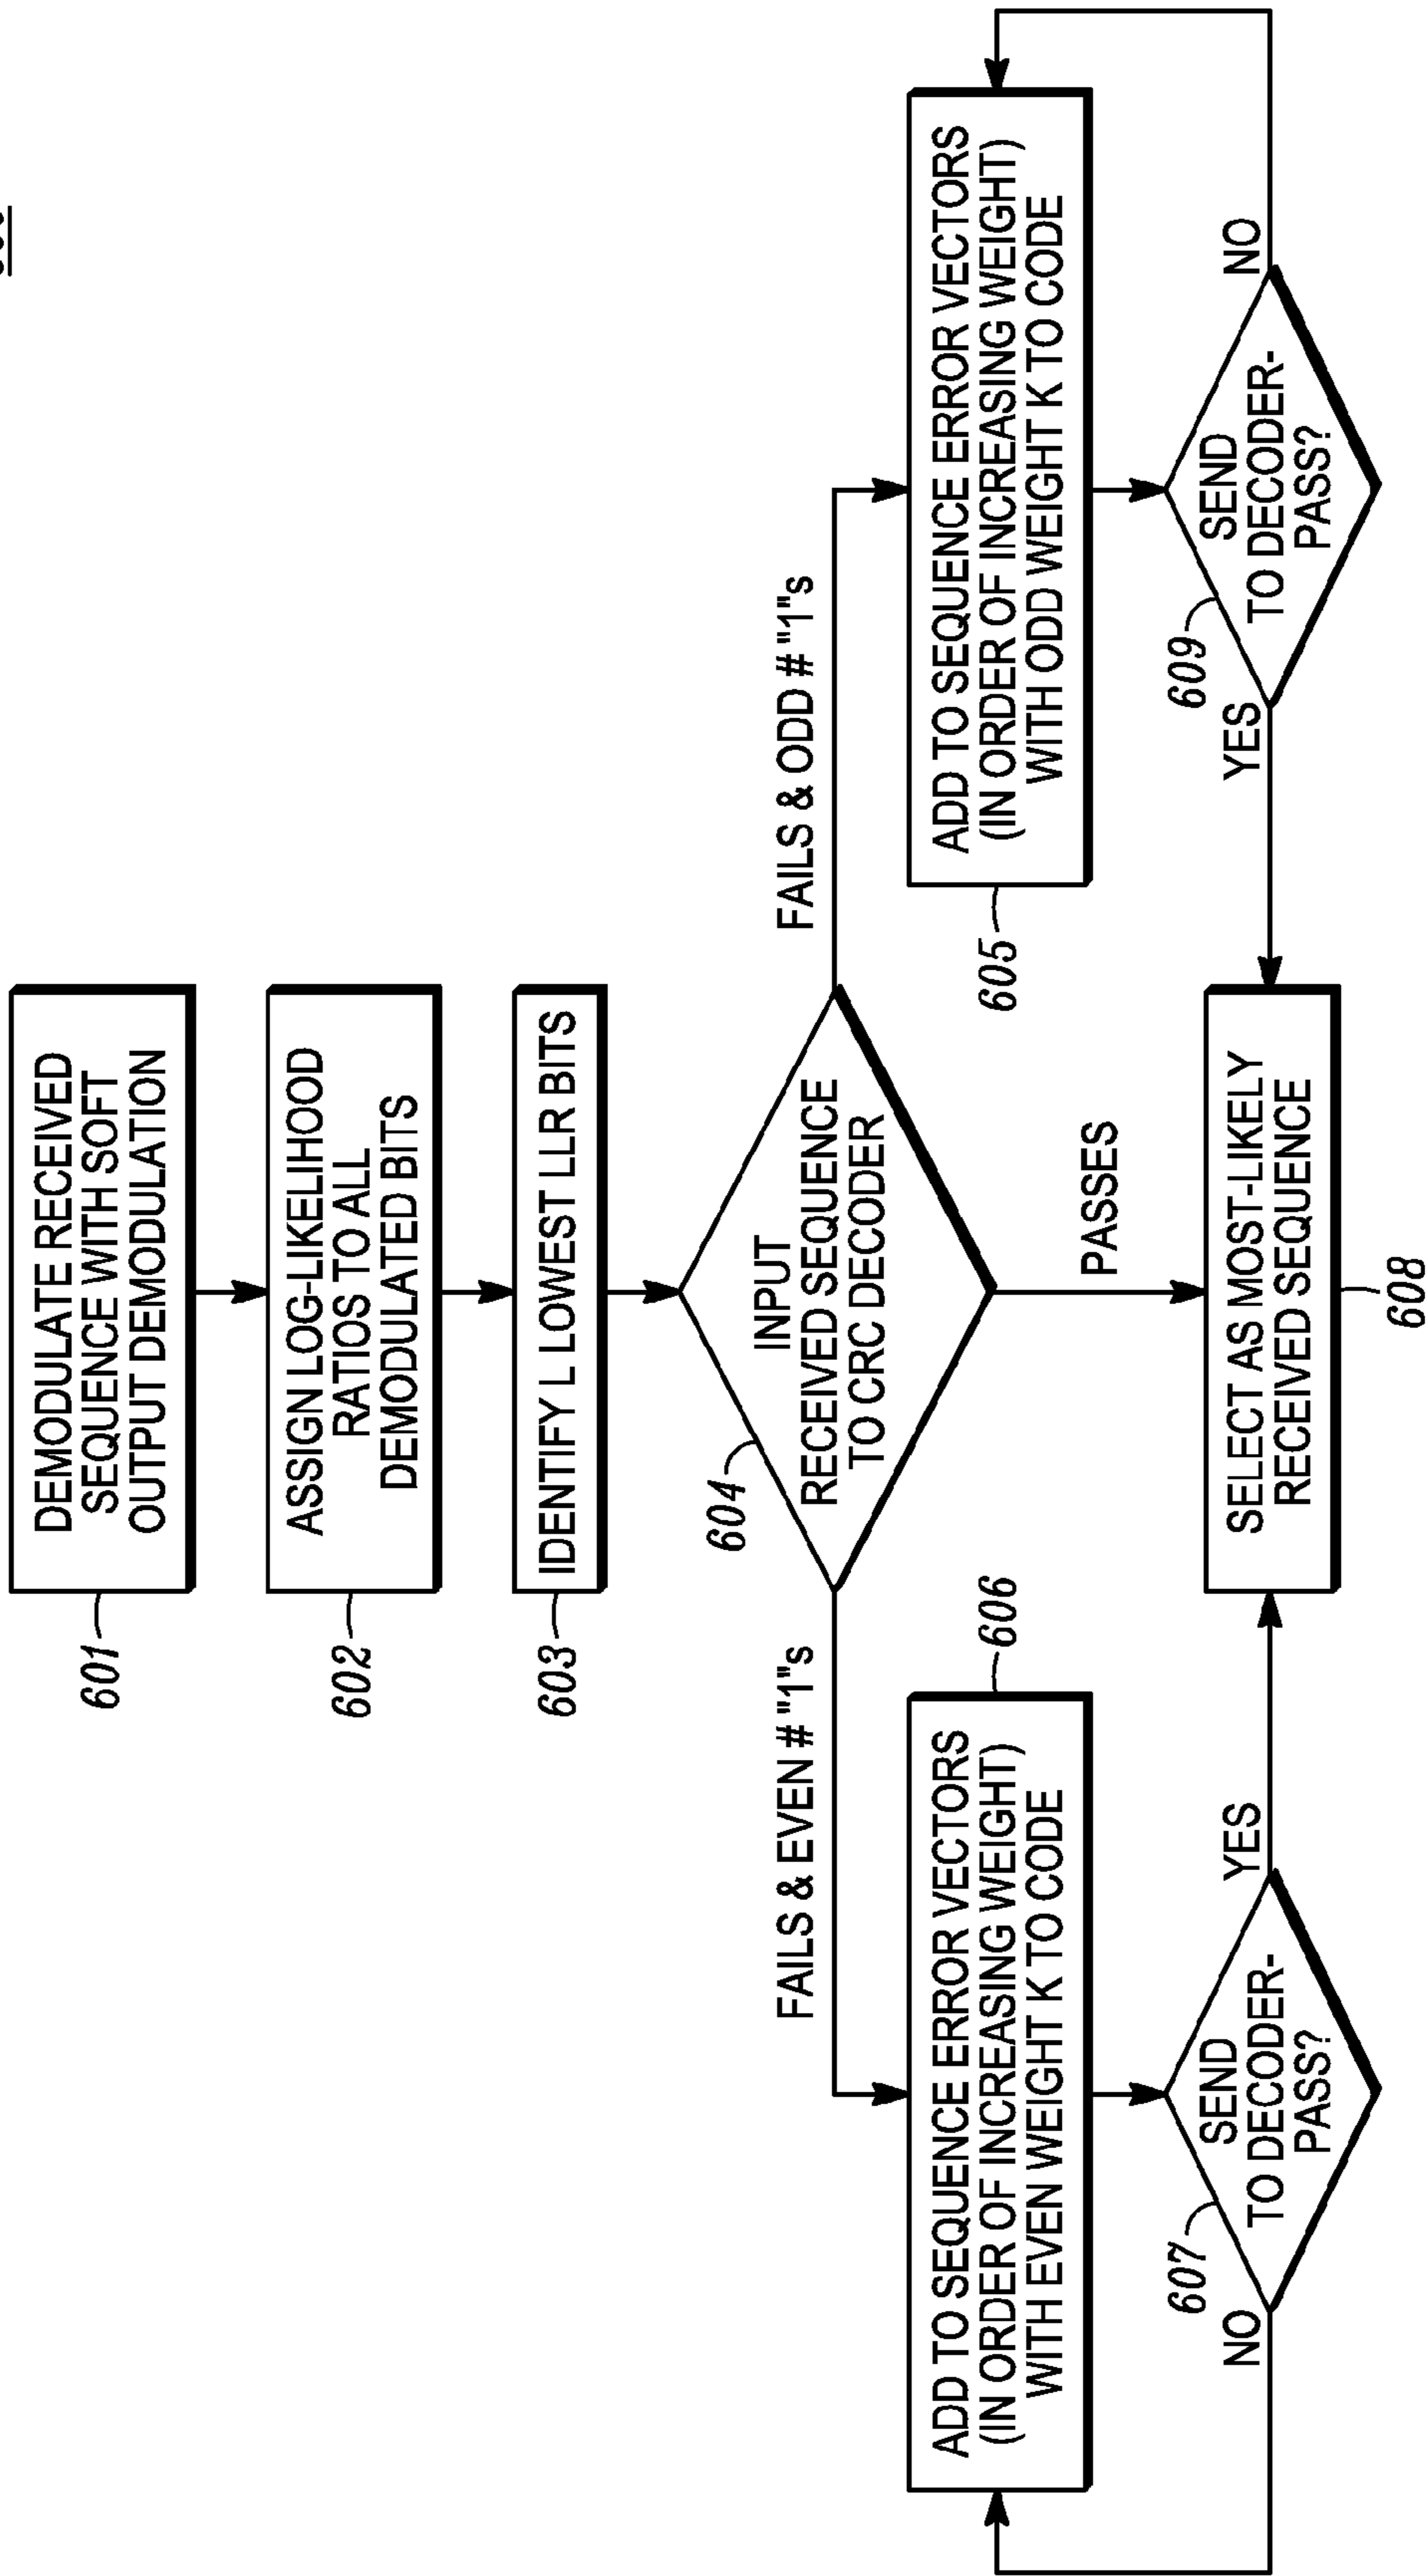 DEMODULATE RECEIVED
SEQUENCE WITH SOFT
OUTPUT DEMODULATION
601
ASSIGN LOG-LIKELIHOOD
RATIOS TO ALL
DEMODULATED BITS
602
IDENTIFY L LOWEST LLR BITS
603
INPUT
RECEIVED SEQUENCE
TO CRC DECODER
604
FAILS & EVEN # "1"s
FAILS & ODD # "1"s
PASSES
ADD TO SEQUENCE ERROR VECTORS
(IN ORDER OF INCREASING WEIGHT)
WITH EVEN WEIGHT K TO CODE
606
ADD TO SEQUENCE ERROR VECTORS
(IN ORDER OF INCREASING WEIGHT)
WITH ODD WEIGHT K TO CODE
605
SEND
TO DECODER-
PASS?
607
NO
YES
SELECT AS MOST-LIKELY
RECEIVED SEQUENCE
608
SEND
TO DECODER-
PASS?
609
YES
NO